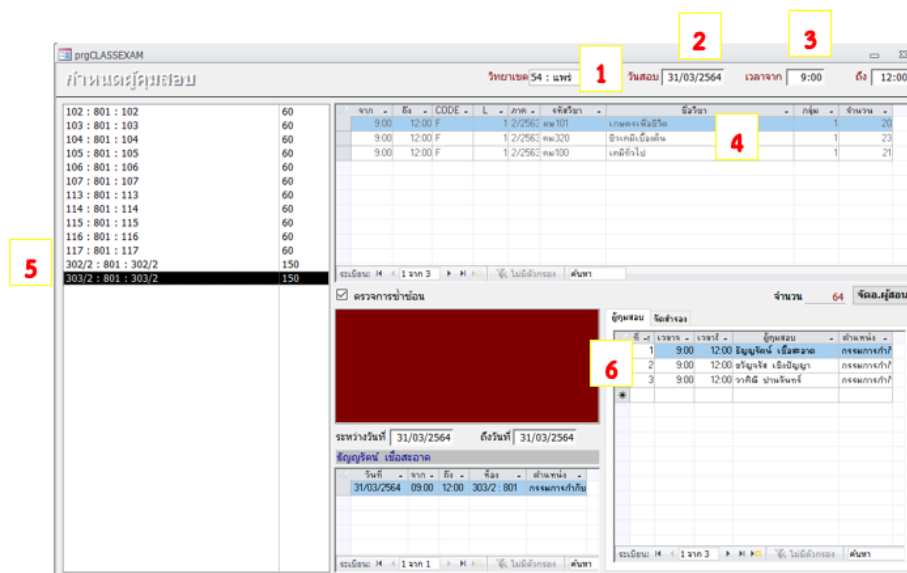 2
3
prgCLASSEXAM
กำหนดผู้คุมสอบ
วิทยาเขต 54 : แพร่
1
วันสอบ 31/03/2564
เวลาจาก 9:00
ถึง 12:00
102 : 801 : 102 60
103 : 801 : 103 60
104 : 801 : 104 60
105 : 801 : 105 60
106 : 801 : 106 60
107 : 801 : 107 60
113 : 801 : 113 60
114 : 801 : 114 60
115 : 801 : 115 60
116 : 801 : 116 60
117 : 801 : 117 60
302/2 : 801 : 302/2 150
303/2 : 801 : 303/2 150
5
จาก ถึง CODE L ภาค รหัสวิชา ชื่อวิชา กลุ่ม จำนวน
9:00 12:00 F 1 2/2563 คม101 เกษตรเพื่อชีวิต 1 20
9:00 12:00 F 1 2/2563 คม320 ชีวเคมีเบื้องต้น 1 23
9:00 12:00 F 1 2/2563 คม100 เคมีทั่วไป 1 21
4
ระเบียน: 1 จาก 3 ไม่มีตัวกรอง ค้นหา
ตรวจการซ้ำซ้อน
จำนวน 64 จัดอ.ผู้สอน
ผู้คุมสอบ จัดสำรอง
ที่ เวลาจ เวลาถึ ผู้คุมสอบ ตำแหน่ง
1 9:00 12:00 ธัญญรัตน์ เชื้อสะอาด กรรมการกำกั
2 9:00 12:00 ขวัญจรัส เชิงปัญญา กรรมการกำกั
3 9:00 12:00 วาศิณี ปานจันทร์ กรรมการกำกั
6
ระหว่างวันที่ 31/03/2564 ถึงวันที่ 31/03/2564
ธัญญรัตน์ เชื้อสะอาด
วันที่ จาก ถึง ห้อง ตำแหน่ง
31/03/2564 09:00 12:00 303/2 : 801 กรรมการกำกับ
ระเบียน: 1 จาก 1 ไม่มีตัวกรอง ค้นหา
ระเบียน: 1 จาก 3 ไม่มีตัวกรอง ค้นหา